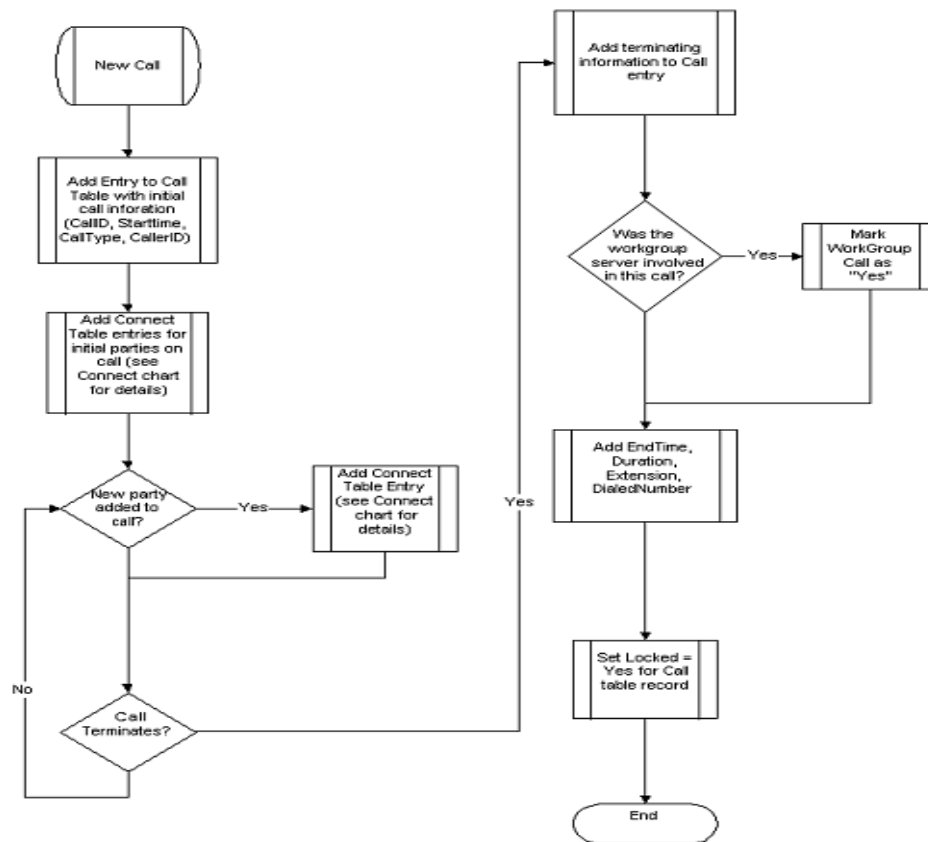 New Call
Add Entry to Call
Table with initial
call inforation
(CallID, Starttime,
CallType, CallerID)
Add Connect
Table entries for
initial parties on
call (see
Connect chart
for details)
New party
added to
call?
Yes
Add Connect
Table Entry
(see Connect
chart for
details)
No
Call
Terminates?
Yes
Add terminating
information to Call
entry
Was the
workgroup
server involved
in this call?
Yes
Mark
WorkGroup
Call as
"Yes"
Add EndTime,
Duration,
Extension,
DialedNumber
Set Locked =
Yes for Call
table record
End